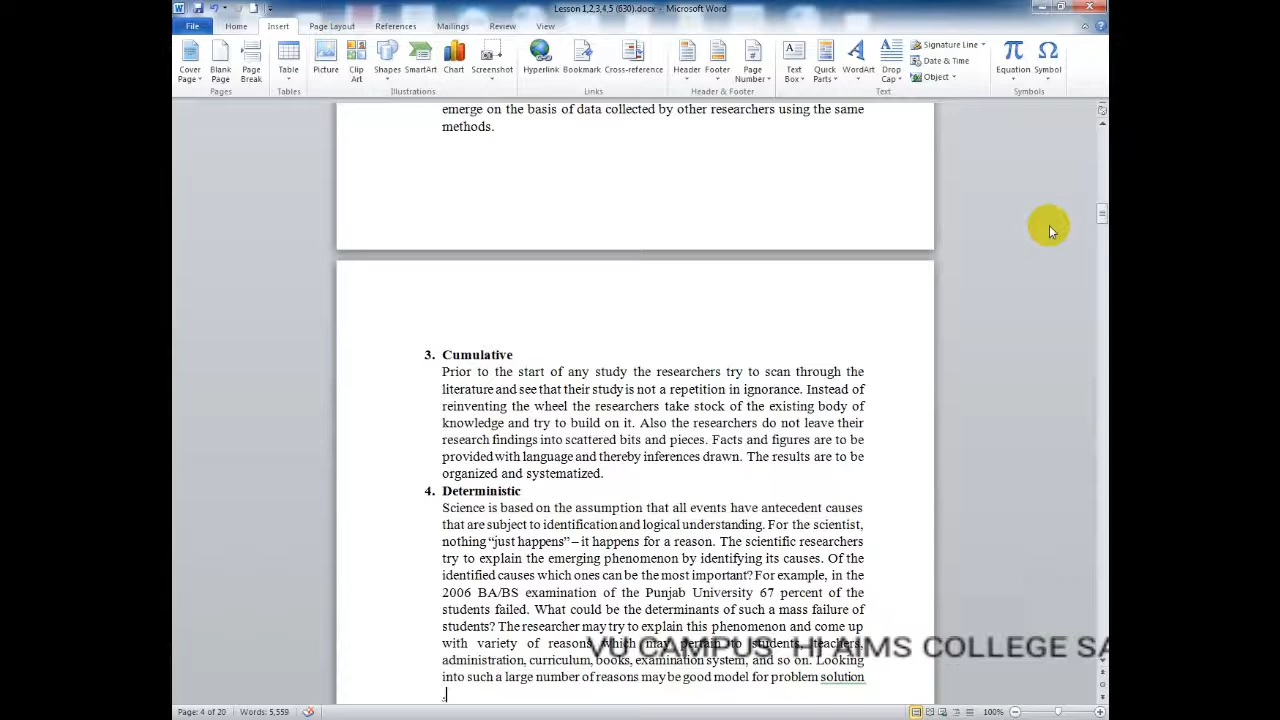 Lesson 1,2,3,4,5 (630).docx - Microsoft Word
File Home Insert Page Layout References Mailings Review View
Cover Page Blank Page Page Break Table Picture Clip Art Shapes SmartArt Chart Screenshot Hyperlink Bookmark Cross-reference Header Footer Page Number Text Box Quick Parts WordArt Drop Cap Signature Line Date & Time Object Equation Symbol
Pages Tables Illustrations Links Header & Footer Text Symbols
emerge on the basis of data collected by other researchers using the same
methods.
3. Cumulative
Prior to the start of any study the researchers try to scan through the
literature and see that their study is not a repetition in ignorance. Instead of
reinventing the wheel the researchers take stock of the existing body of
knowledge and try to build on it. Also the researchers do not leave their
research findings into scattered bits and pieces. Facts and figures are to be
provided with language and thereby inferences drawn. The results are to be
organized and systematized.
4. Deterministic
Science is based on the assumption that all events have antecedent causes
that are subject to identification and logical understanding. For the scientist,
nothing “just happens” – it happens for a reason. The scientific researchers
try to explain the emerging phenomenon by identifying its causes. Of the
identified causes which ones can be the most important? For example, in the
2006 BA/BS examination of the Punjab University 67 percent of the
students failed. What could be the determinants of such a mass failure of
students? The researcher may try to explain this phenomenon and come up
with variety of reasons which may pertain to students, teachers,
VU CAMPUS HI AIMS COLLEGE SA
administration, curriculum, books, examination system, and so on. Looking
into such a large number of reasons may be good model for problem solution
.
Page: 4 of 20 Words: 5,559 100%